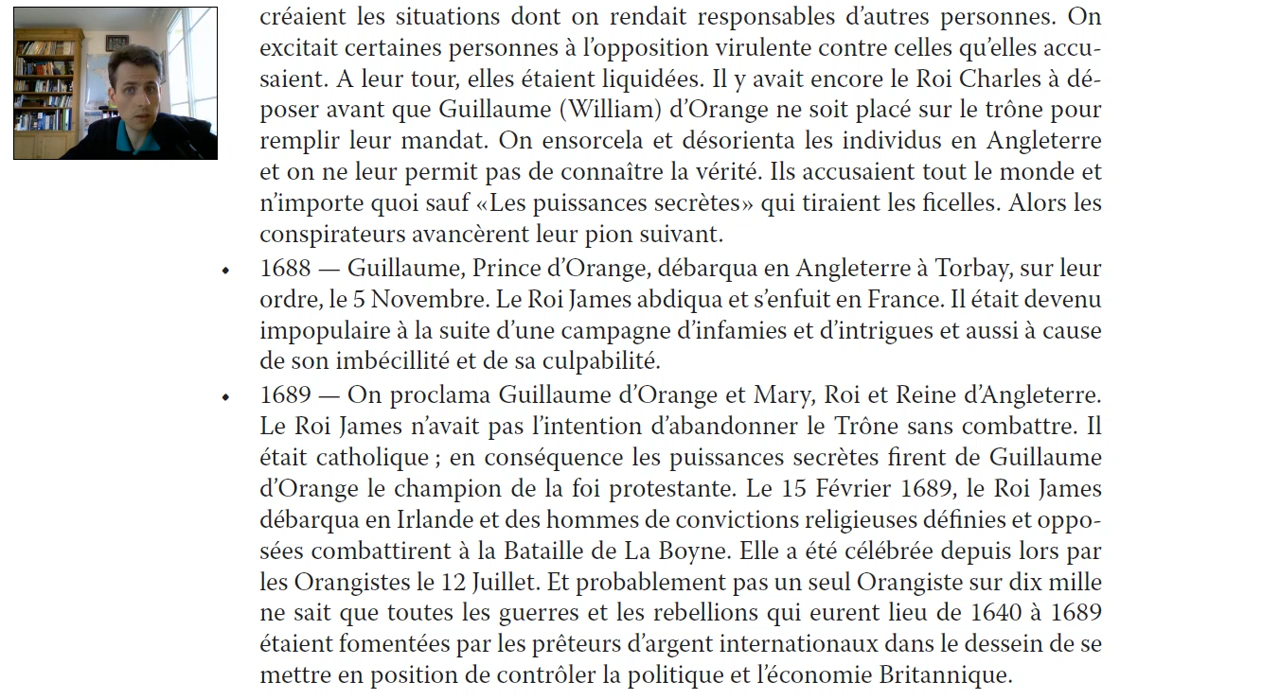 créaient les situations dont on rendait responsables d’autres personnes. On
excitait certaines personnes à l’opposition virulente contre celles qu’elles accu-
saient. A leur tour, elles étaient liquidées. Il y avait encore le Roi Charles à dé-
poser avant que Guillaume (William) d’Orange ne soit placé sur le trône pour
remplir leur mandat. On ensorcela et désorienta les individus en Angleterre
et on ne leur permit pas de connaître la vérité. Ils accusaient tout le monde et
n’importe quoi sauf «Les puissances secrètes» qui tiraient les ficelles. Alors les
conspirateurs avancèrent leur pion suivant.
• 1688 — Guillaume, Prince d’Orange, débarqua en Angleterre à Torbay, sur leur
ordre, le 5 Novembre. Le Roi James abdiqua et s’enfuit en France. Il était devenu
impopulaire à la suite d’une campagne d’infamies et d’intrigues et aussi à cause
de son imbécillité et de sa culpabilité.
• 1689 — On proclama Guillaume d’Orange et Mary, Roi et Reine d’Angleterre.
Le Roi James n’avait pas l’intention d’abandonner le Trône sans combattre. Il
était catholique ; en conséquence les puissances secrètes firent de Guillaume
d’Orange le champion de la foi protestante. Le 15 Février 1689, le Roi James
débarqua en Irlande et des hommes de convictions religieuses définies et oppo-
sées combattirent à la Bataille de La Boyne. Elle a été célébrée depuis lors par
les Orangistes le 12 Juillet. Et probablement pas un seul Orangiste sur dix mille
ne sait que toutes les guerres et les rebellions qui eurent lieu de 1640 à 1689
étaient fomentées par les prêteurs d’argent internationaux dans le dessein de se
mettre en position de contrôler la politique et l’économie Britannique.